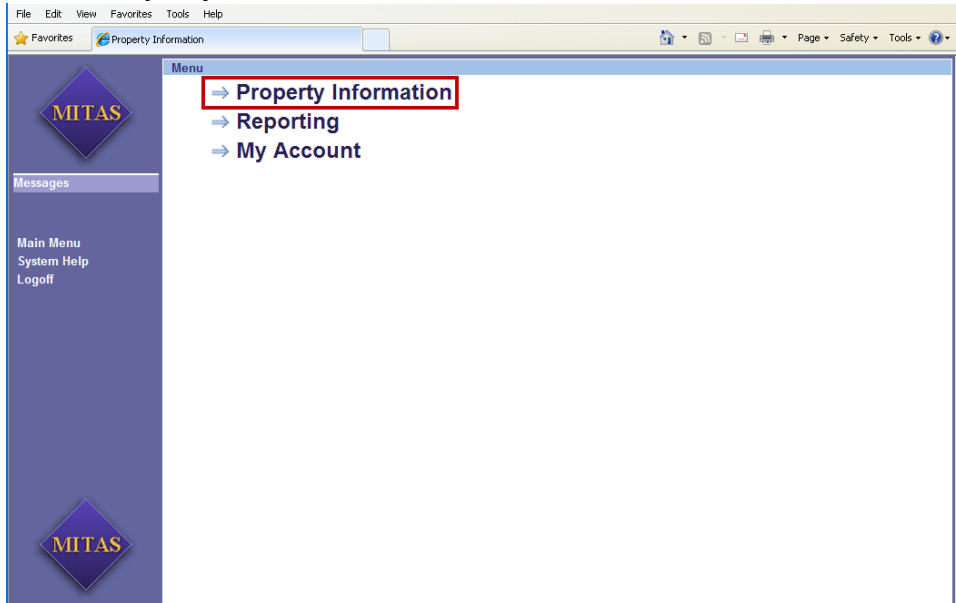 File Edit View Favorites Tools Help
Favorites Property Information Page Safety Tools
Menu
MITAS
Property Information
Reporting
My Account
Messages
Main Menu
System Help
Logoff
MITAS